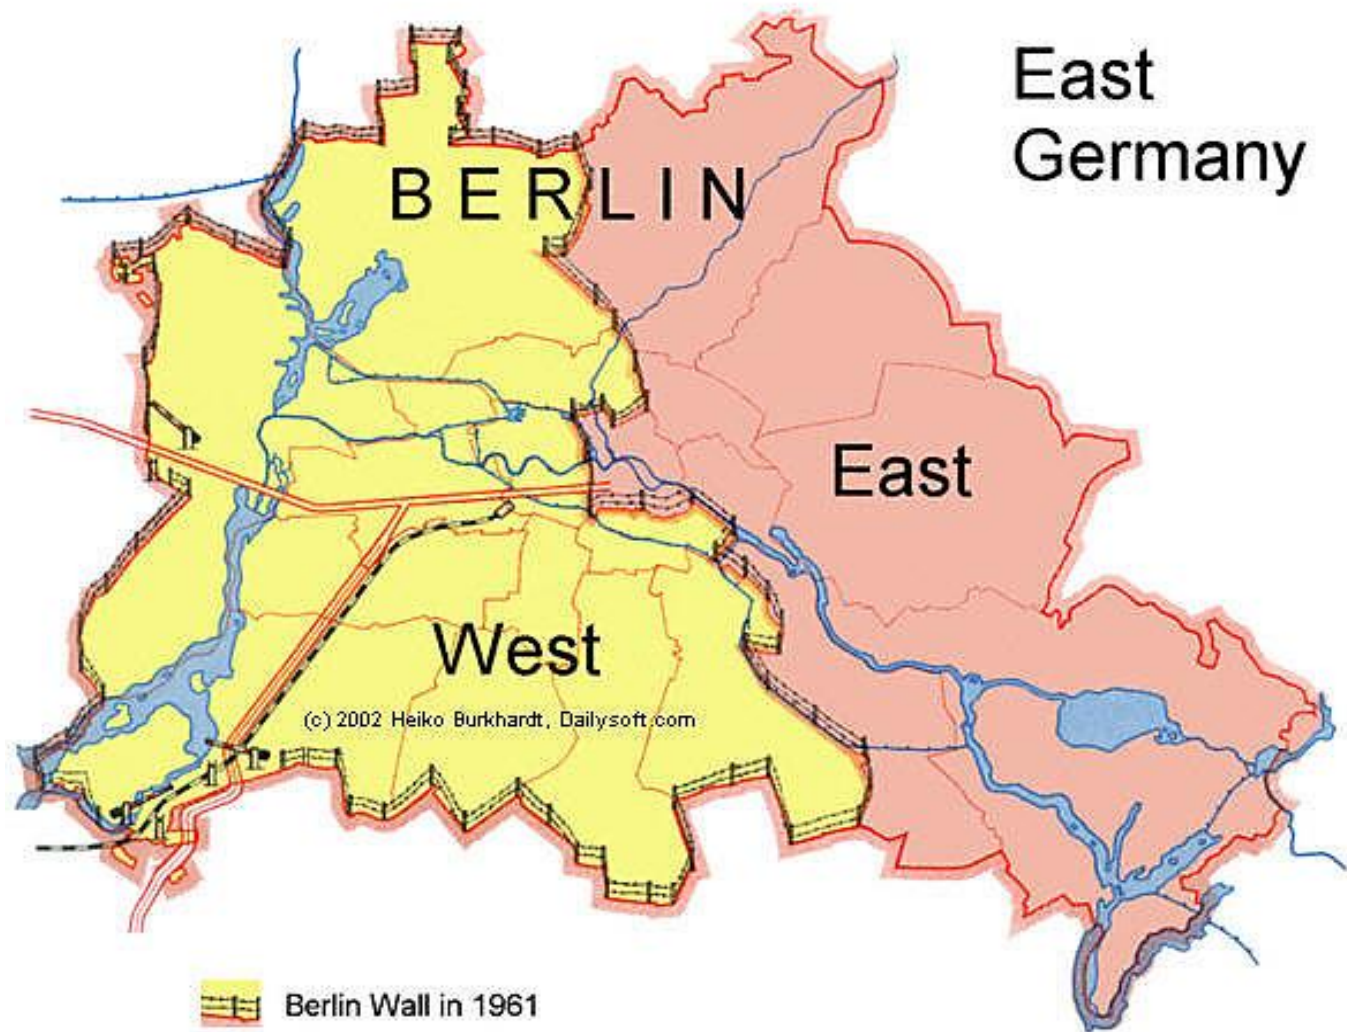 East
Germany
BERLIN
East
West
(c) 2002 Heiko Burkhardt, Dailysoft.com
Berlin Wall in 1961